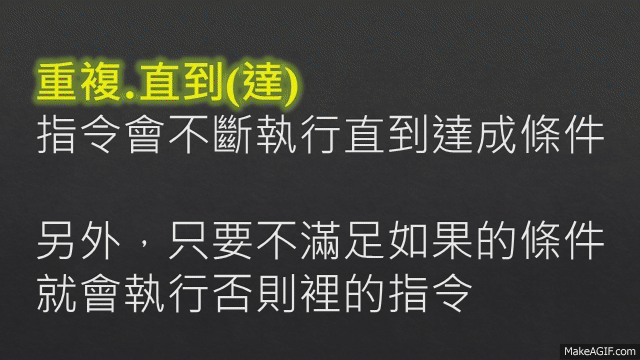 重複.直到(達)
指令會不斷執行直到達成條件
另外，只要不滿足如果的條件
就會執行否則裡的指令
MakeAGIF.com